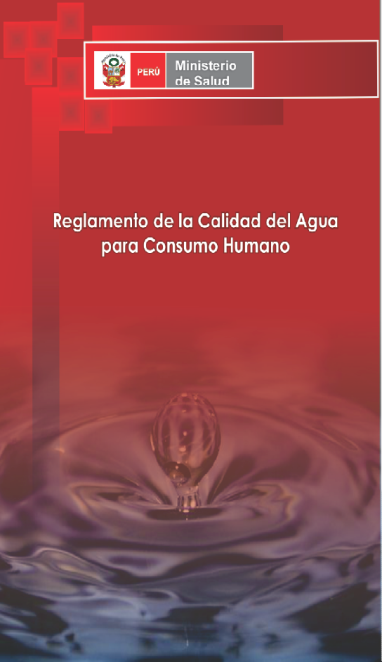 PERÚ
Ministerio
de Salud
Reglamento de la Calidad del Agua
para Consumo Humano